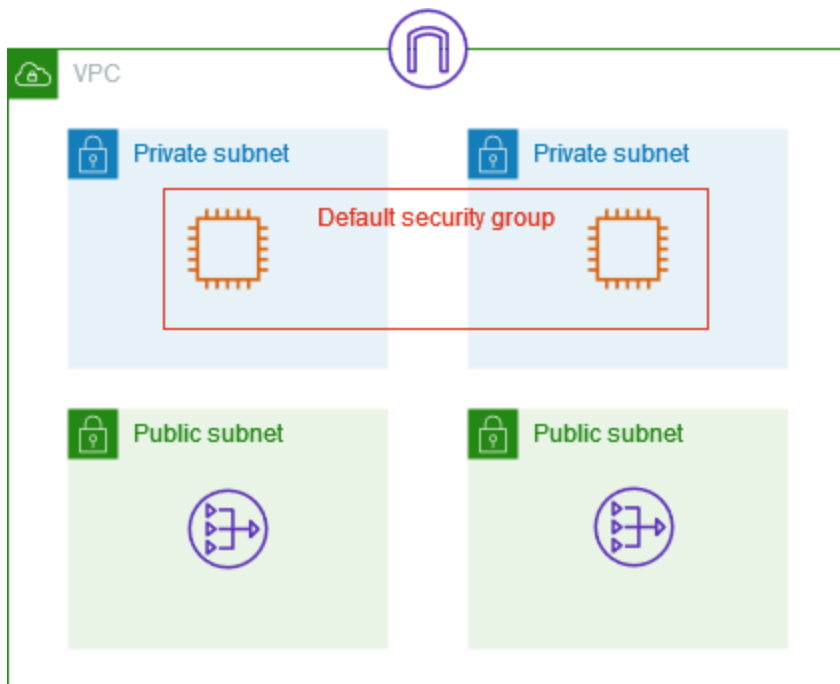 VPC
Private subnet
Private subnet
Default security group
Public subnet
Public subnet